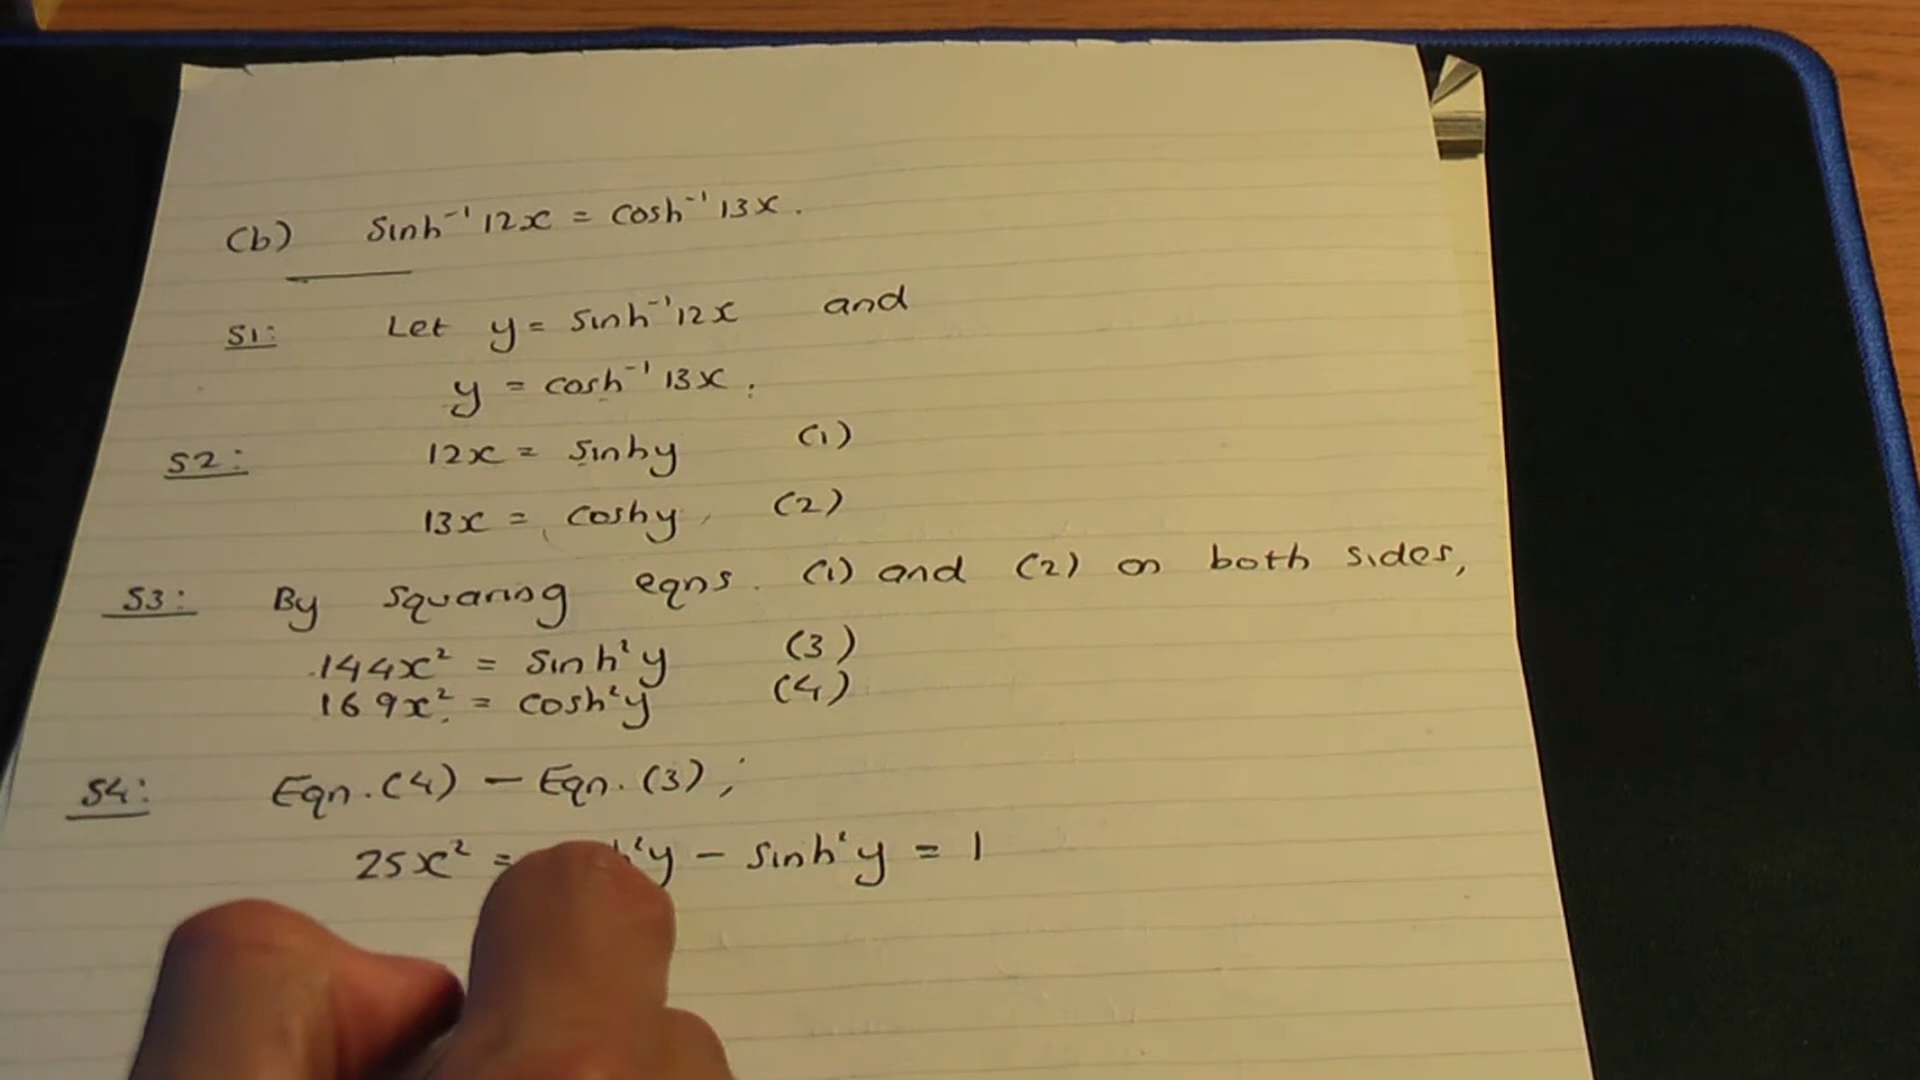 (b) Sinh⁻¹ 12x = cosh⁻¹ 13x.
S1: Let y = sinh⁻¹ 12x and
y = cosh⁻¹ 13x.
S2: 12x = sinhy (1)
13x = coshy, (2)
S3: By squaring eqns. (1) and (2) on both sides,
144x² = sinh²y (3)
169x² = cosh²y (4)
S4: Eqn. (4) - Eqn. (3);
25x² = h²y - sinh²y = 1